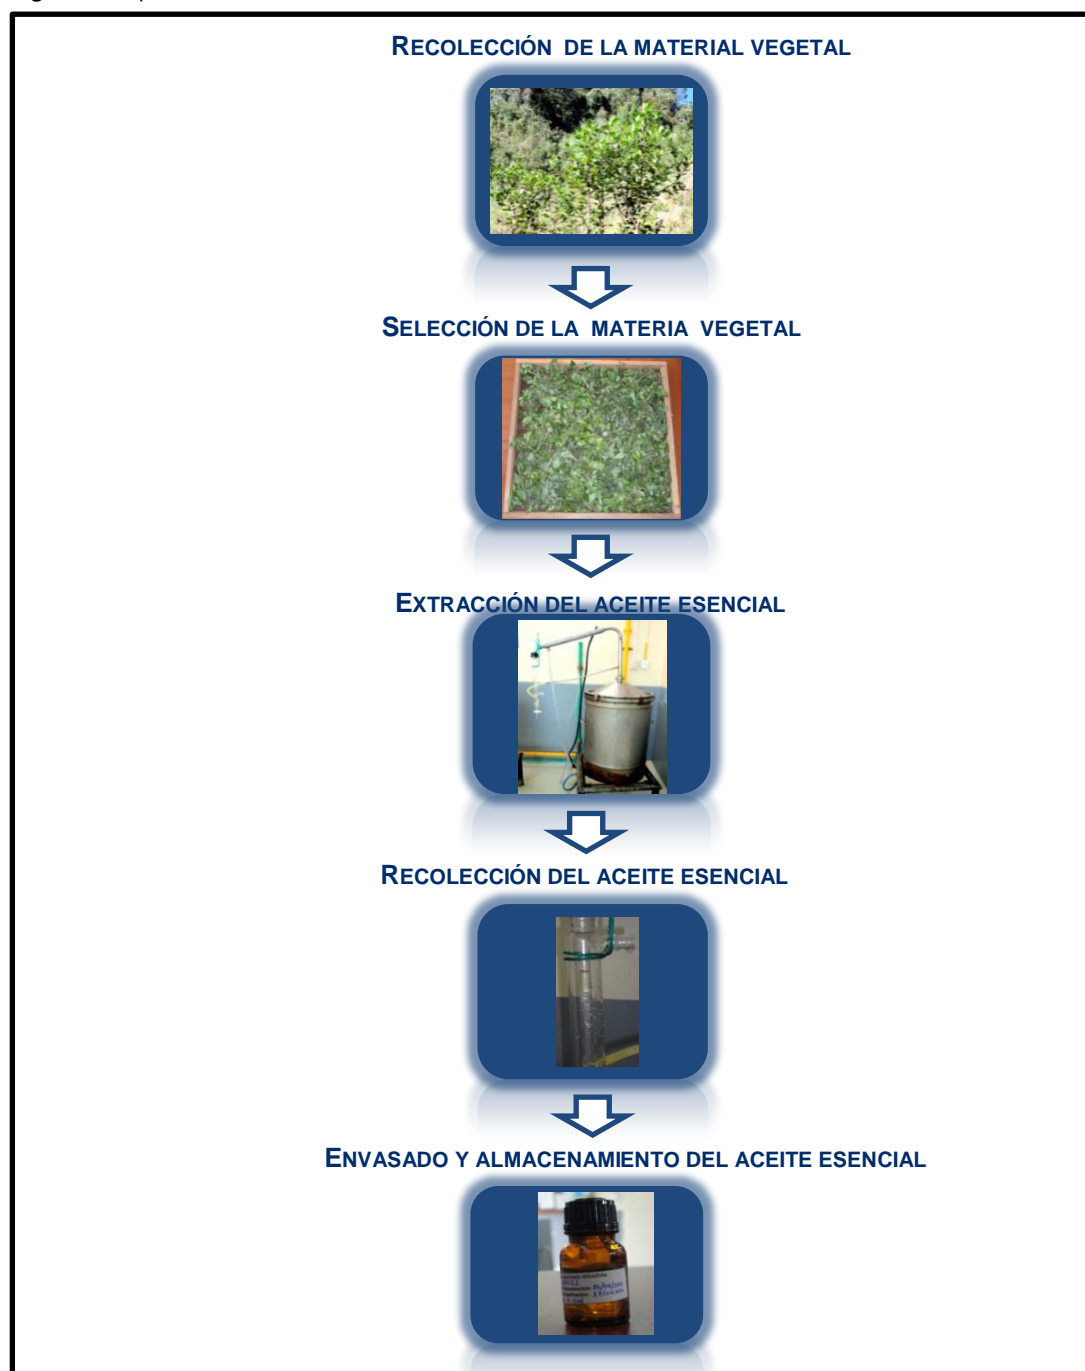 RECOLECCIÓN DE LA MATERIAL VEGETAL
SELECCIÓN DE LA MATERIA VEGETAL
EXTRACCIÓN DEL ACEITE ESENCIAL
RECOLECCIÓN DEL ACEITE ESENCIAL
ENVASADO Y ALMACENAMIENTO DEL ACEITE ESENCIAL